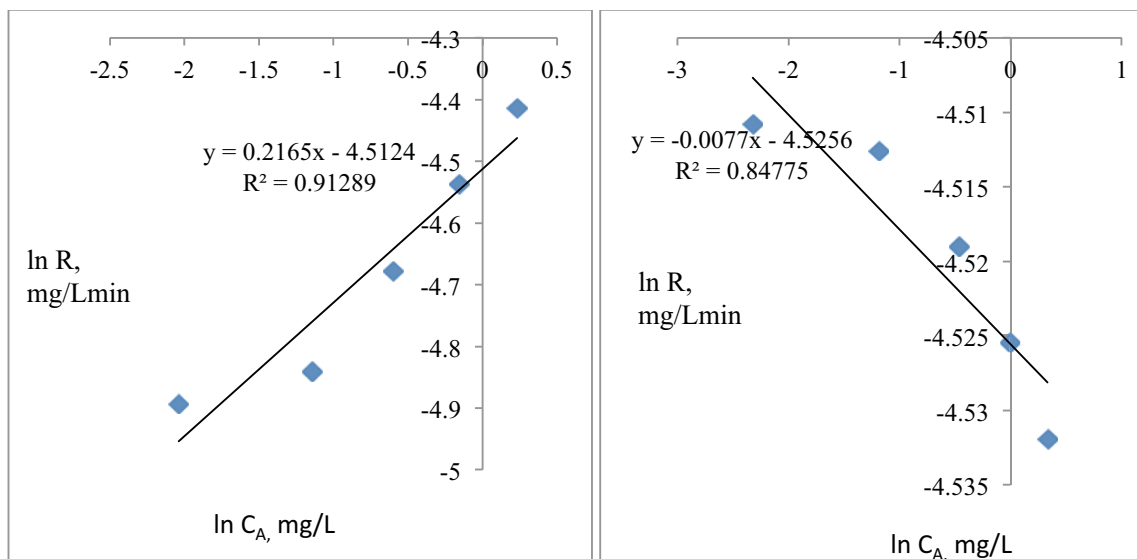 -4.3
-2.5 -2 -1.5 -1 -0.5 0 0.5
-4.4
y = 0.2165x - 4.5124
R² = 0.91289
-4.5
-4.6
ln R,
mg/Lmin
-4.7
-4.8
-4.9
-5
ln C_A, mg/L
-4.505
-3 -2 -1 0 1
-4.51
y = -0.0077x - 4.5256
R² = 0.84775
-4.515
-4.52
ln R,
mg/Lmin
-4.525
-4.53
-4.535
ln C_A, mg/L